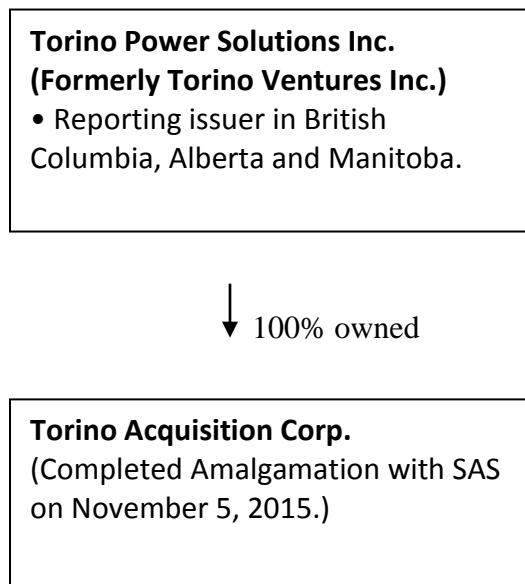 Torino Power Solutions Inc.
(Formerly Torino Ventures Inc.)
• Reporting issuer in British
Columbia, Alberta and Manitoba.
100% owned
Torino Acquisition Corp.
(Completed Amalgamation with SAS
on November 5, 2015.)